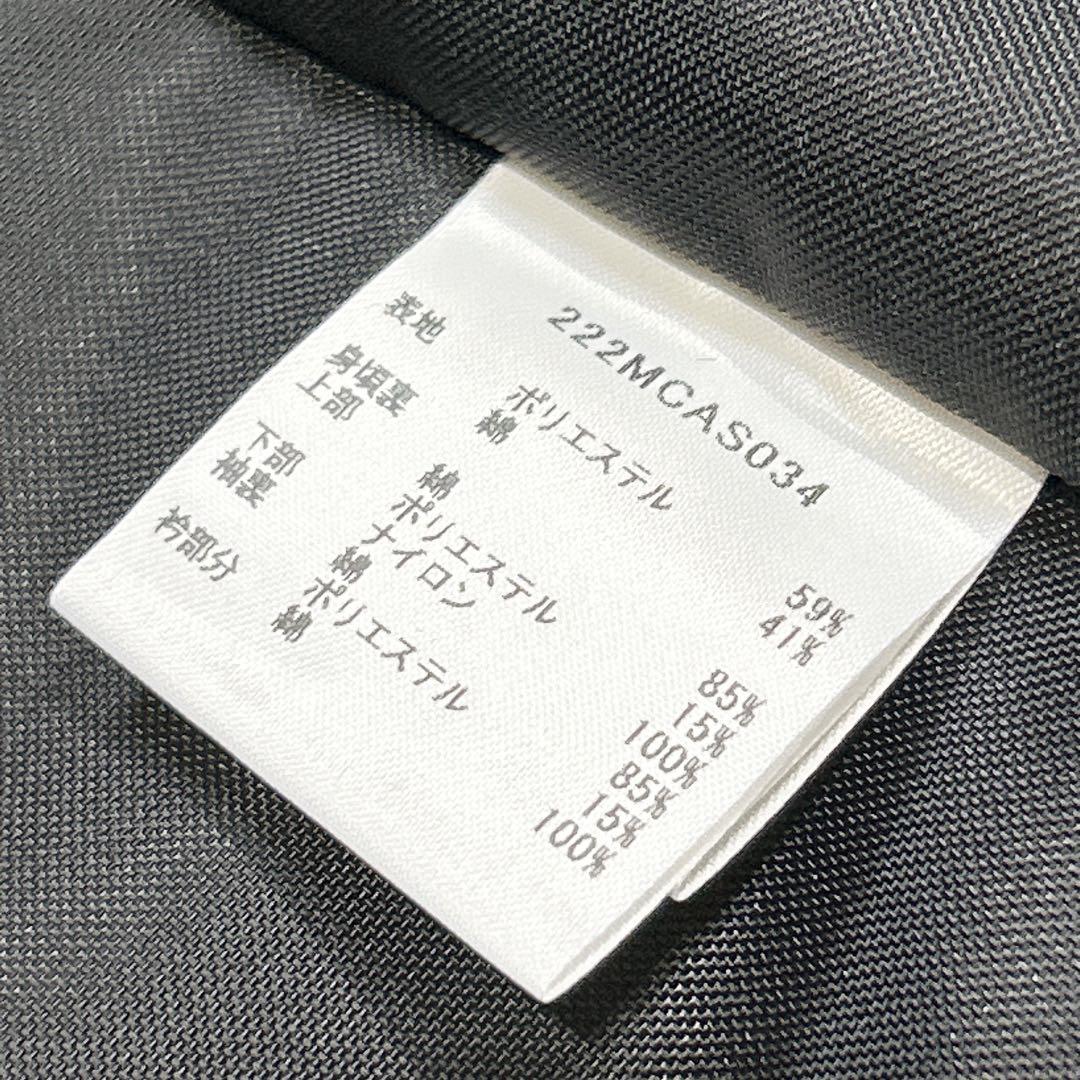 222MCAS034
表地
ポリエステル 59%
綿 41%
身頃裏
上部 綿 85%
ポリエステル 15%
下部 ナイロン 100%
袖裏 綿 85%
ポリエステル 15%
衿部分 綿 100%